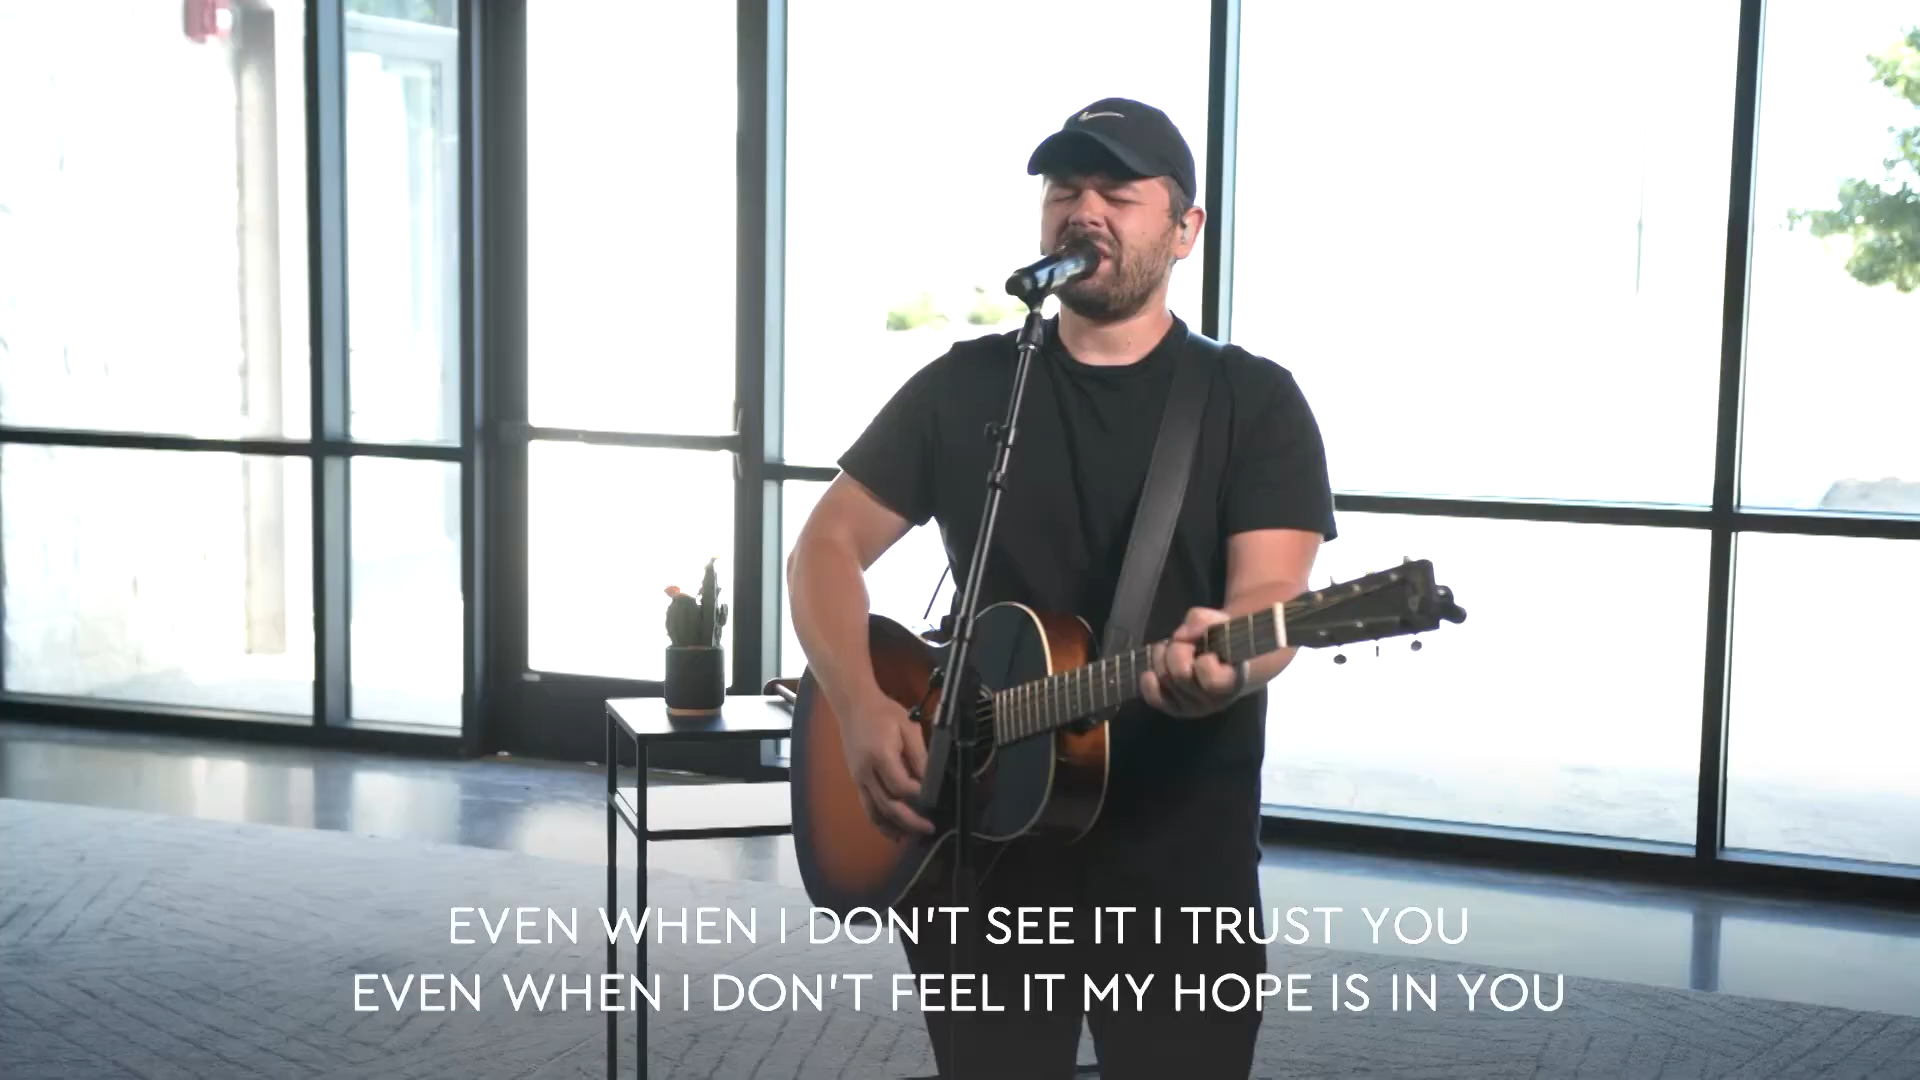 EVEN WHEN I DON'T SEE IT I TRUST YOU
EVEN WHEN I DON'T FEEL IT MY HOPE IS IN YOU